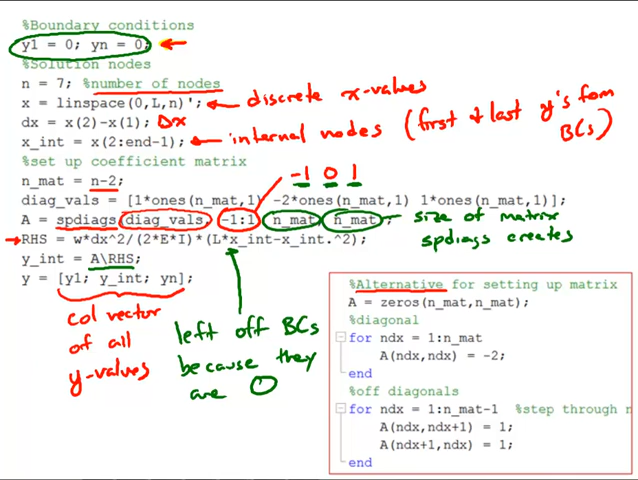 %Boundary conditions
y1 = 0; yn = 0;
%Solution nodes
n = 7; %number of nodes
x = linspace(0,L,n)'; discrete x-values
dx = x(2)-x(1); Δx
x_int = x(2:end-1); internal nodes (first & last y's from
BCs)
%set up coefficient matrix
n_mat = n-2;
-1 0 1
diag_vals = [1*ones(n_mat,1) -2*ones(n_mat,1) 1*ones(n_mat,1)];
A = spdiags(diag_vals, -1:1, n_mat, n_mat); size of matrix
spdiags creates
RHS = w*dx^2/(2*E*I)*(L*x_int-x_int.^2);
y_int = A\RHS;
y = [y1; y_int; yn];
col vector
of all
y-values
left off BCs
because they
are 0
%Alternative for setting up matrix
A = zeros(n_mat,n_mat);
%diagonal
for ndx = 1:n_mat
A(ndx,ndx) = -2;
end
%off diagonals
for ndx = 1:n_mat-1 %step through
A(ndx,ndx+1) = 1;
A(ndx+1,ndx) = 1;
end